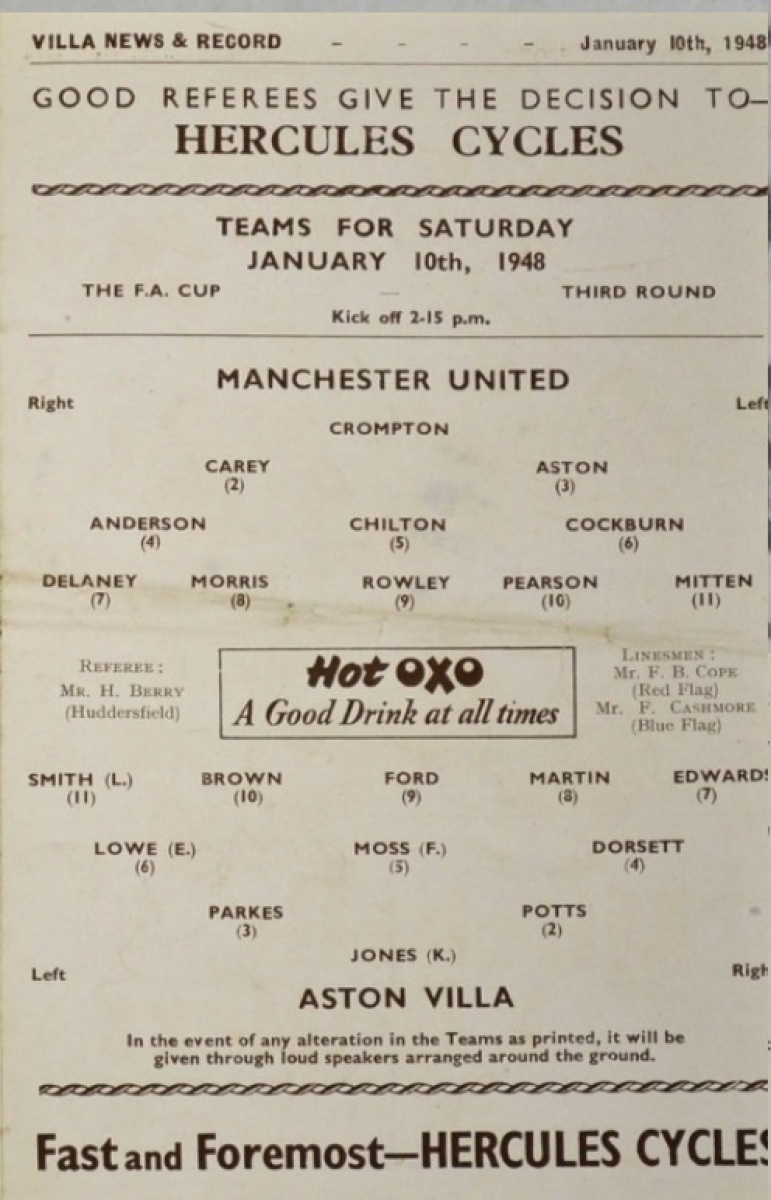 VILLA NEWS & RECORD - - - - January 10th, 1948
GOOD REFEREES GIVE THE DECISION TO—
HERCULES CYCLES
TEAMS FOR SATURDAY
JANUARY 10th, 1948
THE F.A. CUP — THIRD ROUND
Kick off 2-15 p.m.
MANCHESTER UNITED
Right Left
CROMPTON
CAREY ASTON
(2) (3)
ANDERSON CHILTON COCKBURN
(4) (5) (6)
DELANEY MORRIS ROWLEY PEARSON MITTEN
(7) (8) (9) (10) (11)
REFEREE:
MR. H. BERRY
(Huddersfield)
Hot OXO
A Good Drink at all times
LINESMEN:
Mr. F. B. COPE
(Red Flag)
Mr. F. CASHMORE
(Blue Flag)
SMITH (L.) BROWN FORD MARTIN EDWARDS
(11) (10) (9) (8) (7)
LOWE (E.) MOSS (F.) DORSETT
(6) (5) (4)
PARKES POTTS
(3) (2)
JONES (K.)
Left Righ
ASTON VILLA
In the event of any alteration in the Teams as printed, it will be
given through loud speakers arranged around the ground.
Fast and Foremost—HERCULES CYCLES